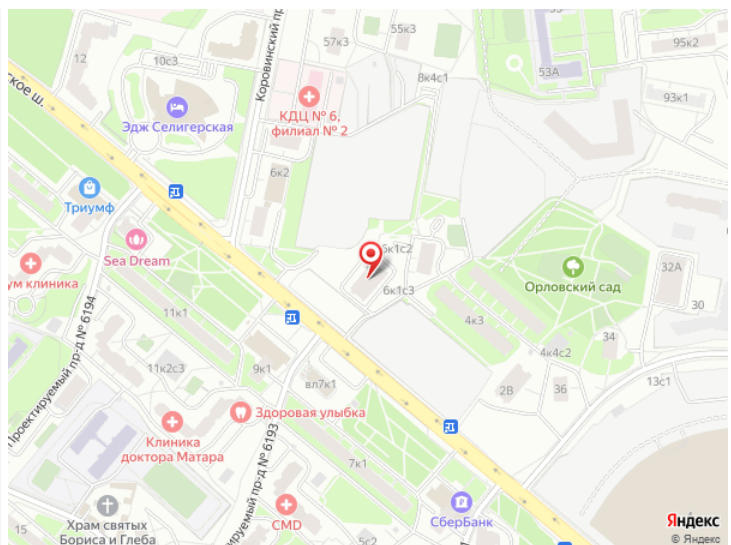 55к3
57к3
95к2
12
10с3
Коровинский пр
8к4с1
53А
93к1
ское ш.
Эдж Селигерская
КДЦ № 6,
филиал № 2
6к2
Триумф
Sea Dream
ум клиника
6к1с2
6к1с3
Орловский сад
32А
30
11к1
4к3
34
4к4с2
Проектируемый пр-д № 6194
11к2с3
9к1
вл7к1
2В
36
13с1
Здоровая улыбка
Клиника
доктора Матара
ктируемый пр-д № 6193
7к1
СберБанк
CMD
Храм святых
Бориса и Глеба
15
5с2
Яндекс
© Яндекс